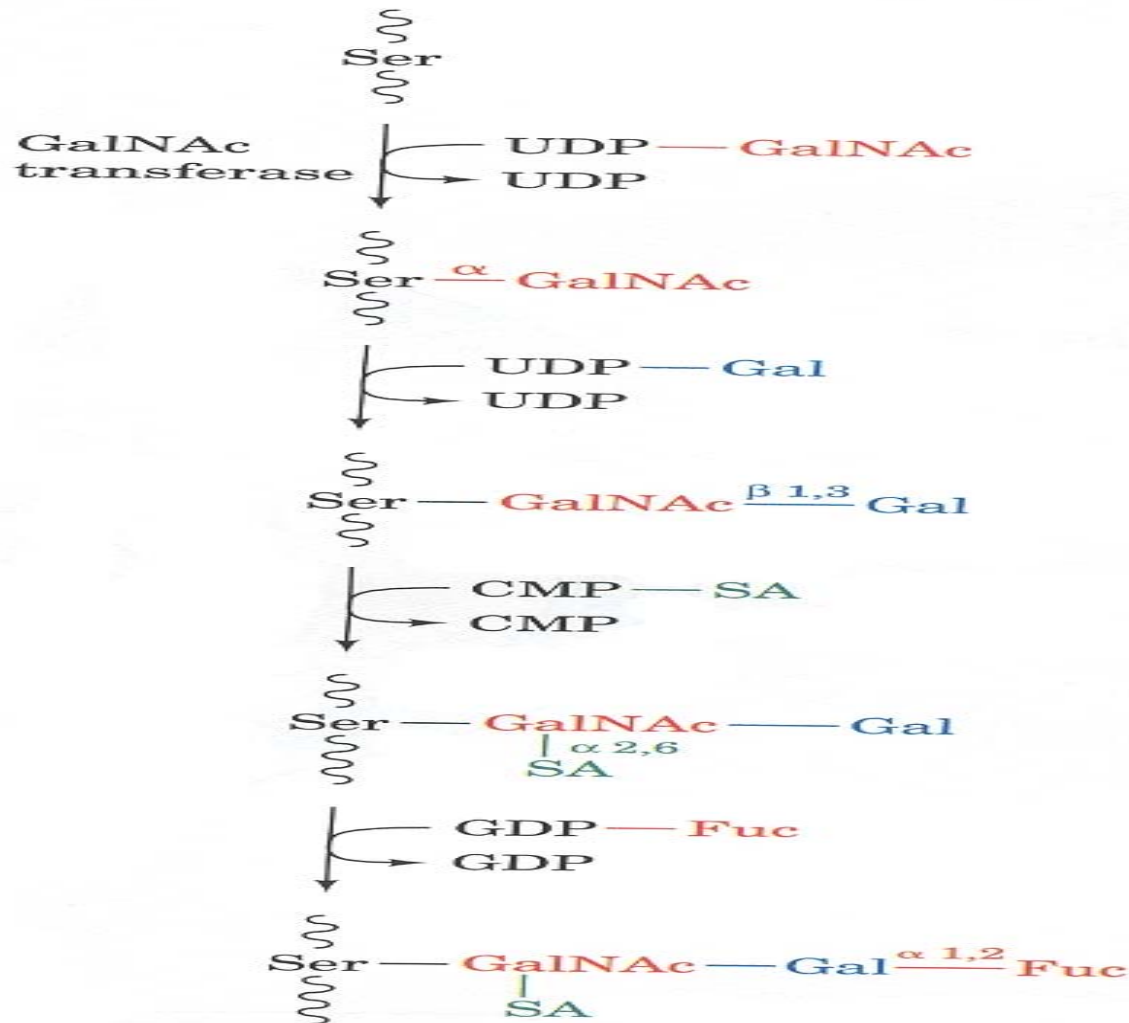 Ser
GalNAc transferase
UDP — GalNAc
UDP
Ser —α— GalNAc
UDP — Gal
UDP
Ser — GalNAc —β 1,3— Gal
CMP — SA
CMP
Ser — GalNAc — Gal
α 2,6
SA
GDP — Fuc
GDP
Ser — GalNAc — Gal —α 1,2— Fuc
SA